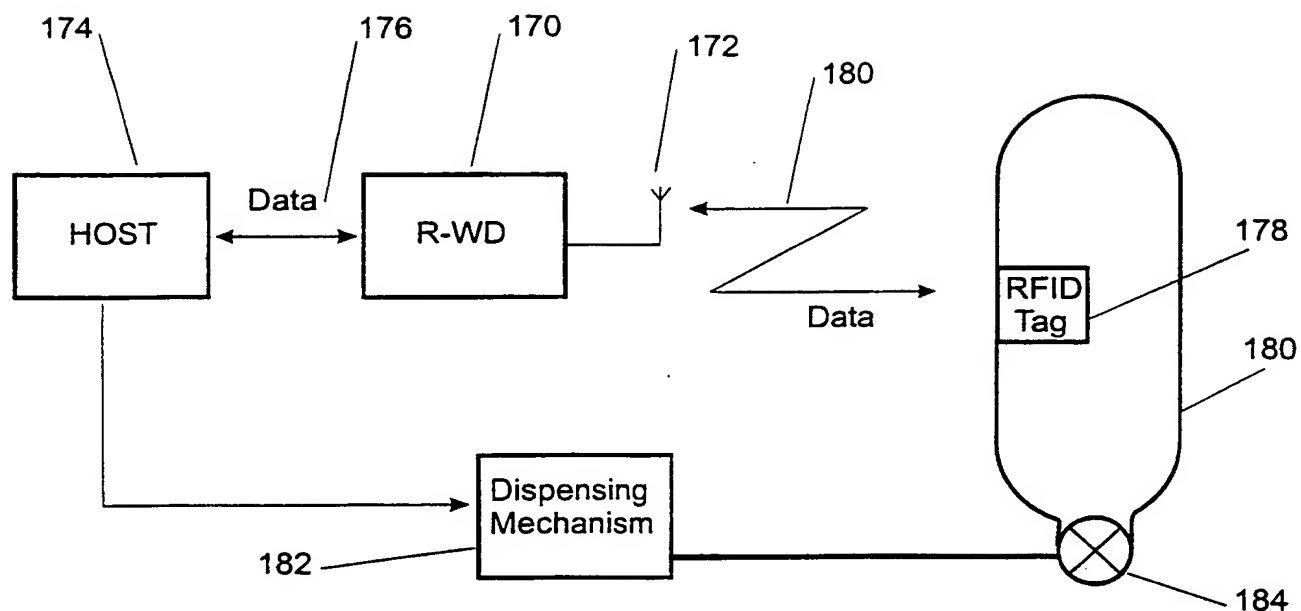 174
176
170
172
180
HOST
Data
R-WD
RFID
Tag
178
Data
180
Dispensing
Mechanism
182
184